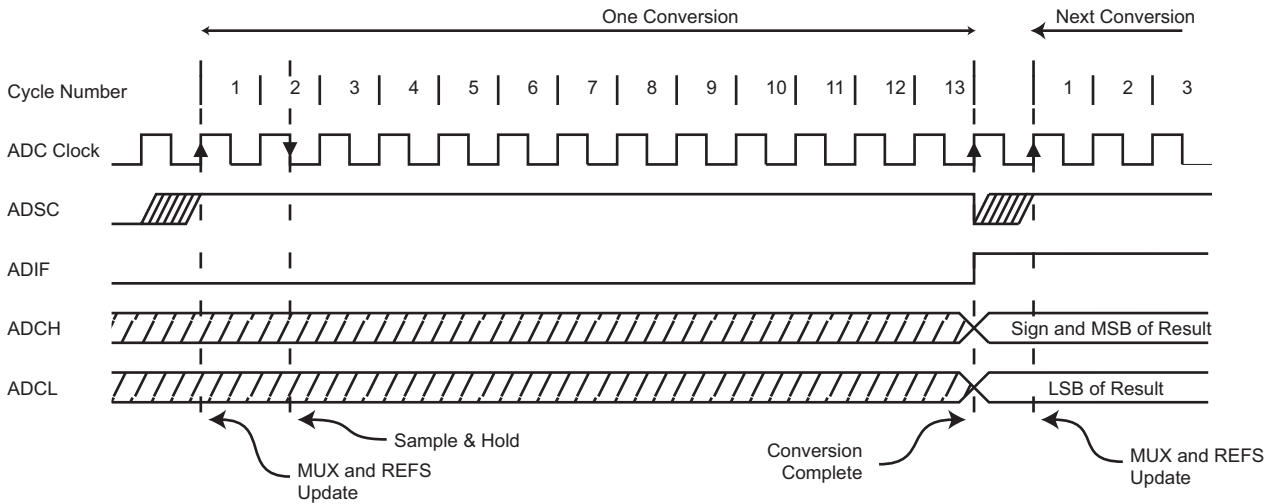 One Conversion
Next Conversion
Cycle Number 1 2 3 4 5 6 7 8 9 10 11 12 13 1 2 3
ADC Clock
ADSC
ADIF
ADCH Sign and MSB of Result
ADCL LSB of Result
Sample & Hold
MUX and REFS
Update
Conversion
Complete
MUX and REFS
Update